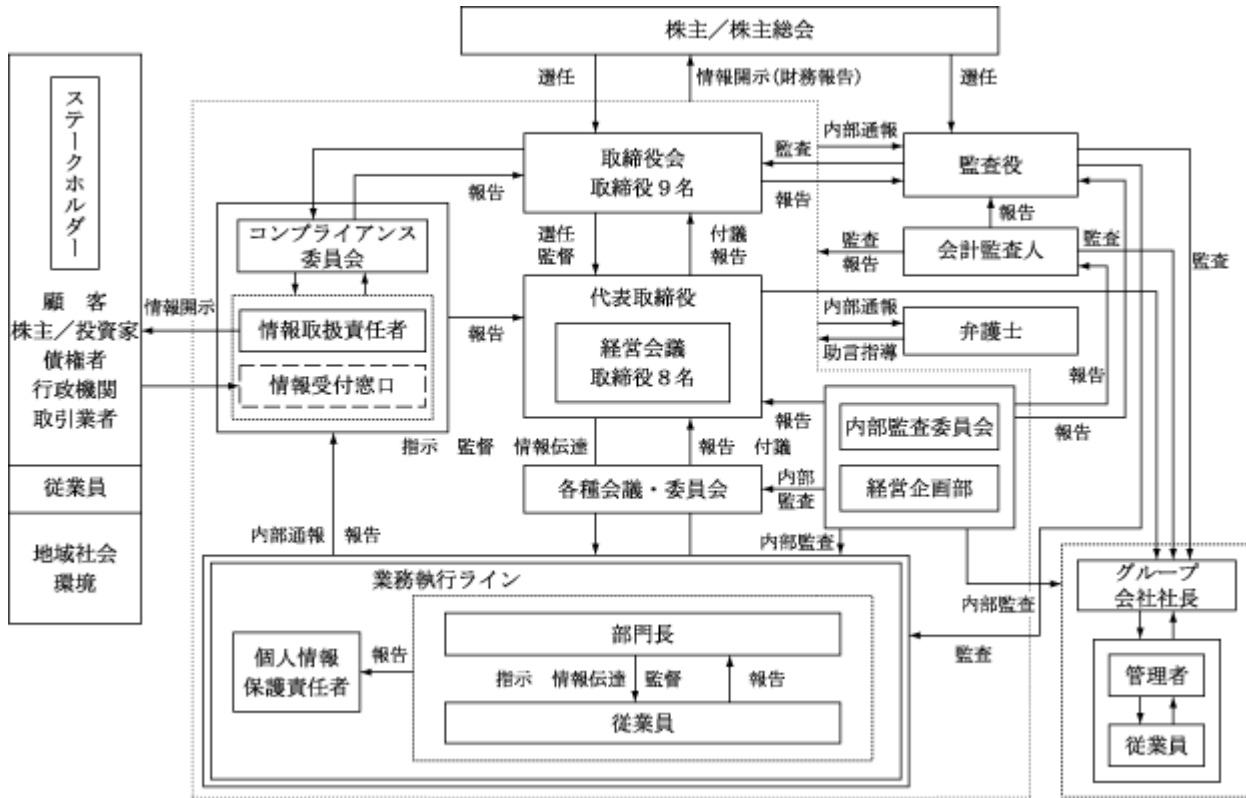 株主／株主総会
選任
情報開示(財務報告)
選任
ステークホルダー
顧　客
株主／投資家
債権者
行政機関
取引業者
従業員
地域社会
環境
取締役会
取締役９名
内部通報
監査
報告
監査役
報告
コンプライアンス
委員会
選任
監督
付議
報告
報告
会計監査人
監査
報告
監査
監査
情報開示
情報取扱責任者
情報受付窓口
報告
代表取締役
経営会議
取締役８名
内部通報
助言指導
弁護士
報告
報告
報告
内部監査委員会
経営企画部
指示　監督　情報伝達
報告　付議
各種会議・委員会
内部
監査
内部通報　報告
内部監査
業務執行ライン
部門長
指示　情報伝達　監督
報告
従業員
個人情報
保護責任者
報告
内部監査
監査
グループ
会社社長
管理者
従業員